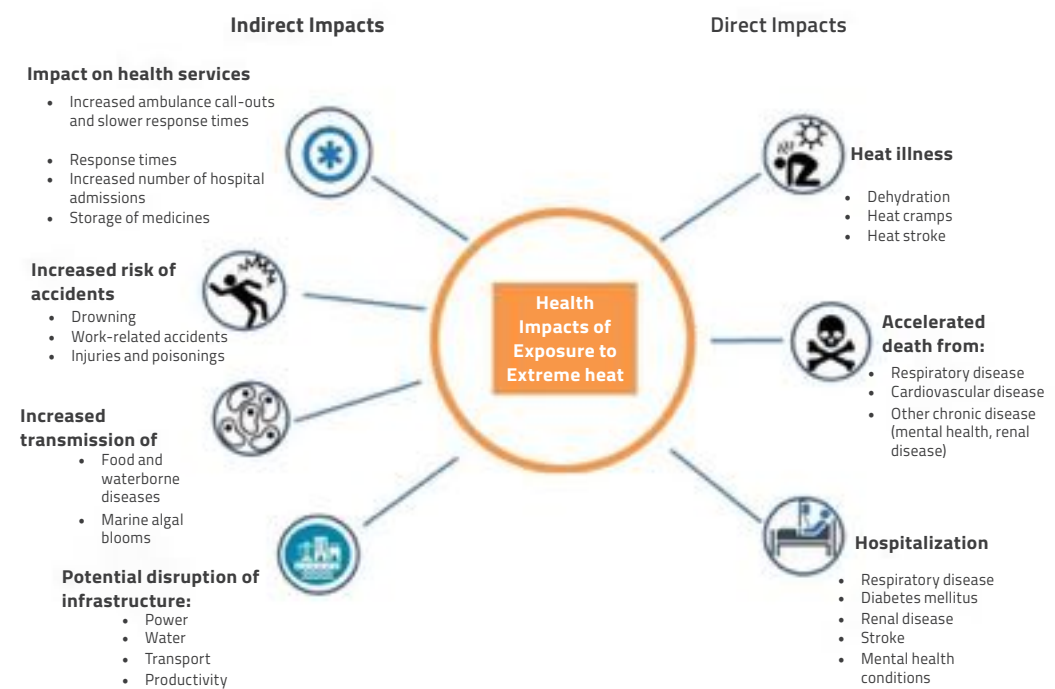 Indirect Impacts
Direct Impacts
Impact on health services
• Increased ambulance call-outs
and slower response times
• Response times
• Increased number of hospital
admissions
• Storage of medicines
Increased risk of
accidents
• Drowning
• Work-related accidents
• Injuries and poisonings
Increased
transmission of
• Food and
waterborne
diseases
• Marine algal
blooms
Potential disruption of
infrastructure:
• Power
• Water
• Transport
• Productivity
Health
Impacts of
Exposure to
Extreme heat
Heat illness
• Dehydration
• Heat cramps
• Heat stroke
Accelerated
death from:
• Respiratory disease
• Cardiovascular disease
• Other chronic disease
(mental health, renal
disease)
Hospitalization
• Respiratory disease
• Diabetes mellitus
• Renal disease
• Stroke
• Mental health
conditions